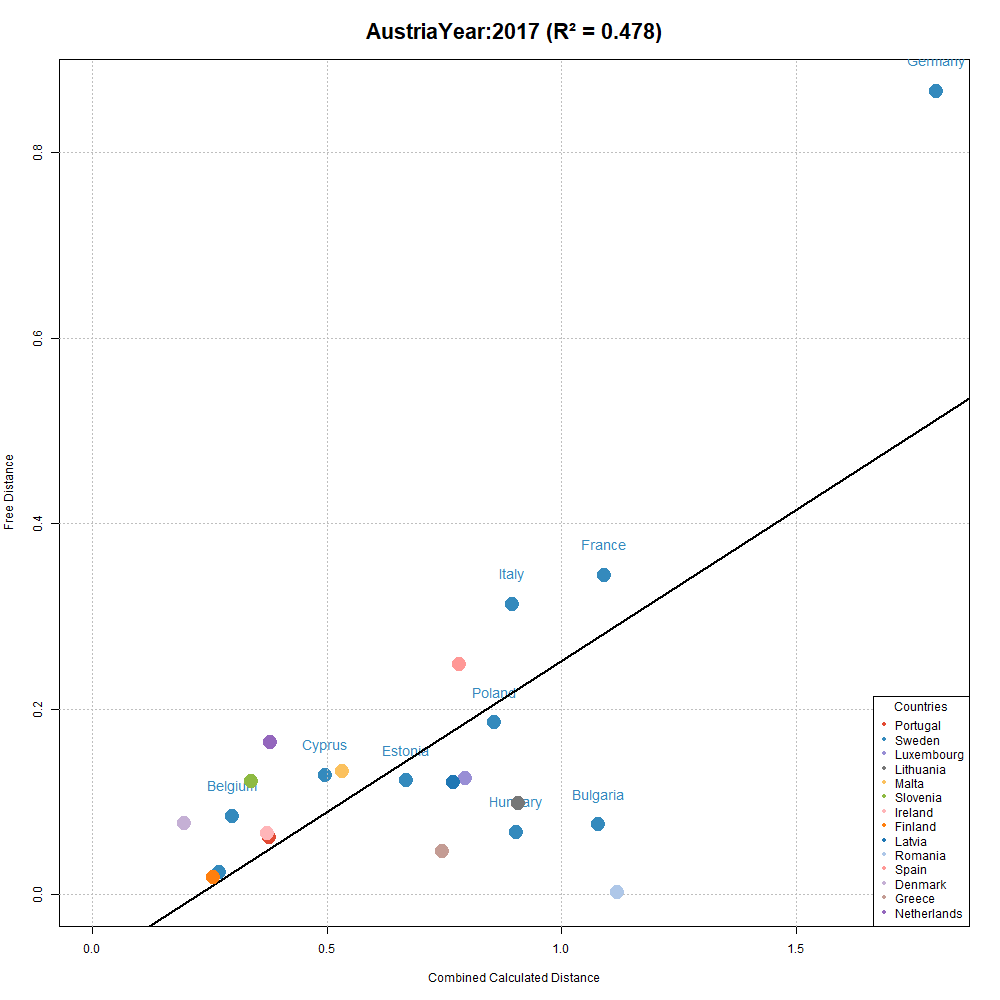 AustriaYear:2017 (R² = 0.478)
Germany
0.8
0.6
Free Distance
0.4
France
Italy
0.2
Poland
Cyprus
Estonia
Belgium
Hungary
Bulgaria
0.0
Countries
Portugal
Sweden
Luxembourg
Lithuania
Malta
Slovenia
Ireland
Finland
Latvia
Romania
Spain
Denmark
Greece
Netherlands
0.0 0.5 1.0 1.5
Combined Calculated Distance